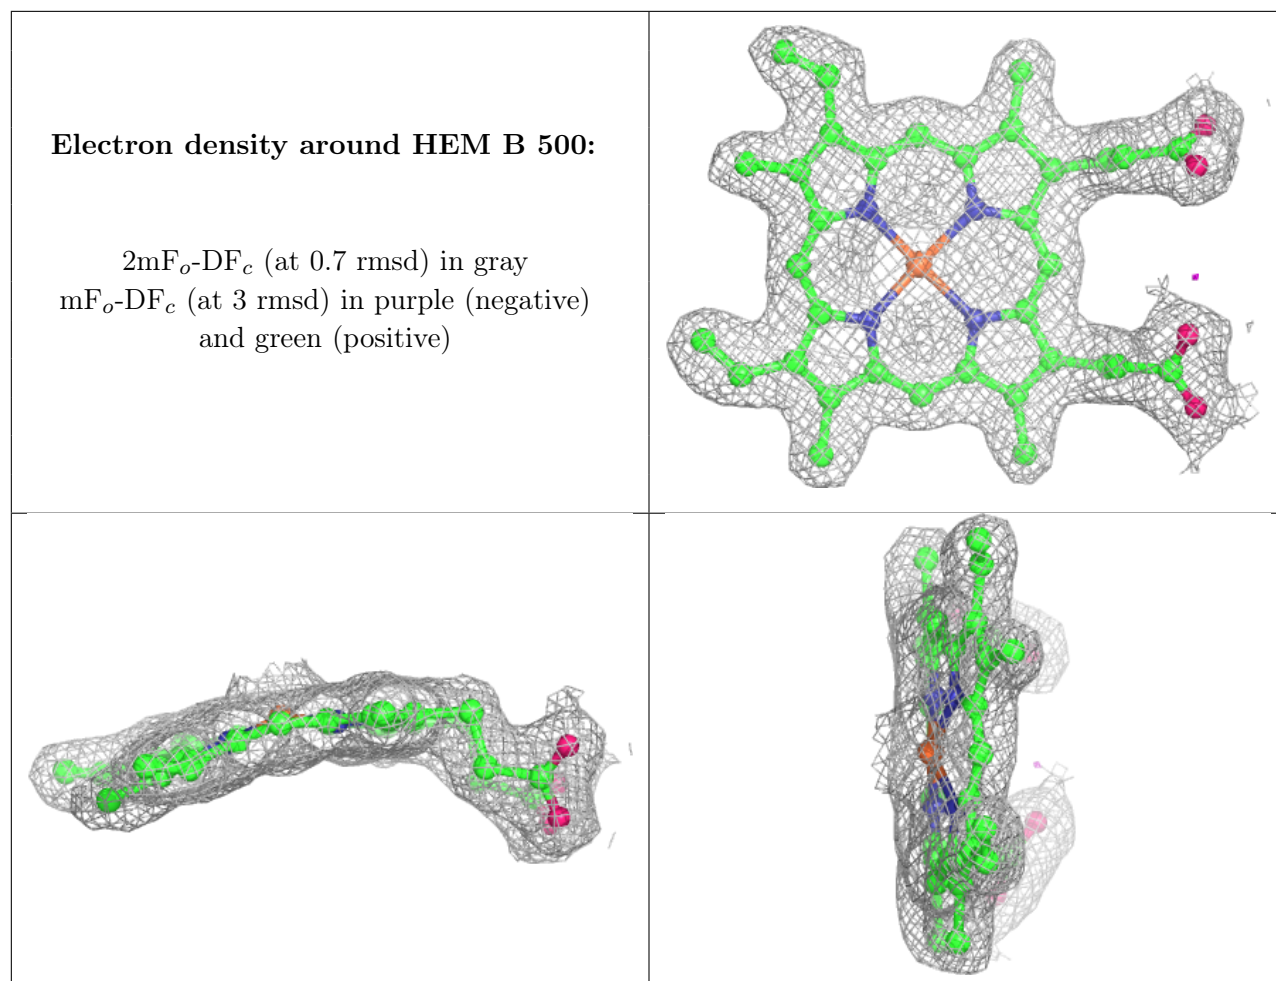 Electron density around HEM B 500:
2mFo-DFc (at 0.7 rmsd) in gray
mFo-DFc (at 3 rmsd) in purple (negative)
and green (positive)